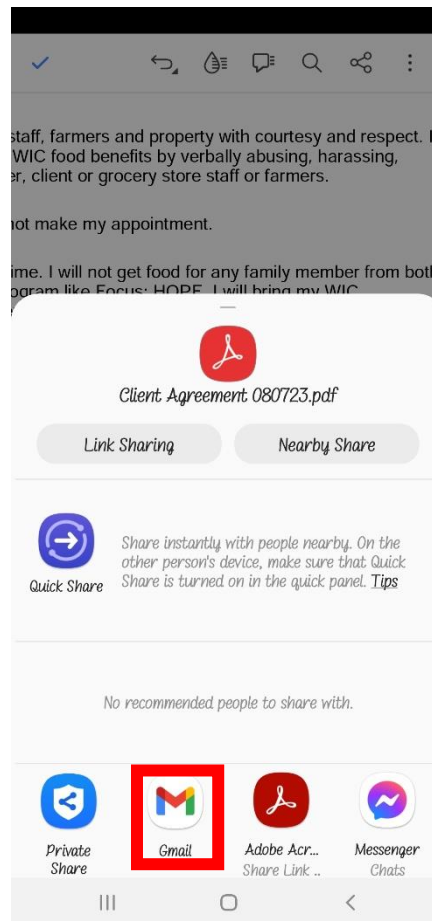 staff, farmers and property with courtesy and respect. I
WIC food benefits by verbally abusing, harassing,
er, client or grocery store staff or farmers.
not make my appointment.
ime. I will not get food for any family member from both
ogram like Focus: HOPE. I will bring my WIC
Client Agreement 080723.pdf
Link Sharing
Nearby Share
Quick Share
Share instantly with people nearby. On the
other person's device, make sure that Quick
Share is turned on in the quick panel. Tips
No recommended people to share with.
Private
Share
Gmail
Adobe Acr...
Share Link ..
Messenger
Chats